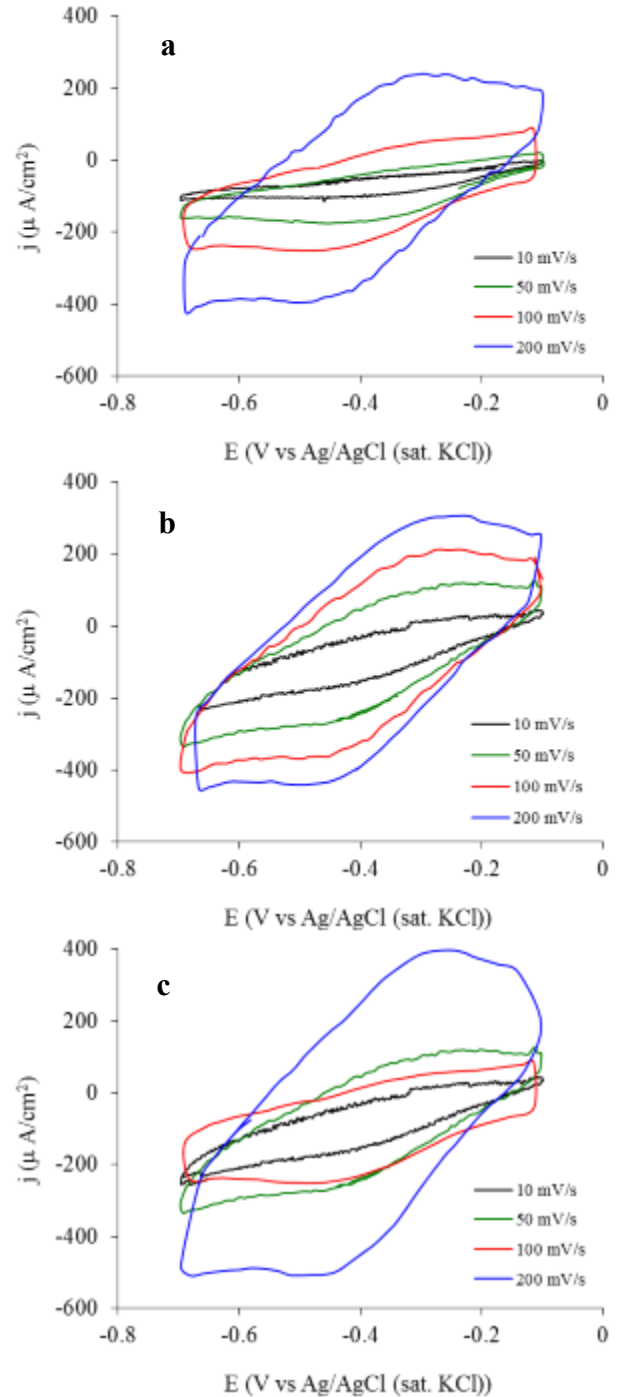 a
400
200
0
-200
-400
-600
-0.8 -0.6 -0.4 -0.2 0
j (μ A/cm²)
E (V vs Ag/AgCl (sat. KCl))
10 mV/s
50 mV/s
100 mV/s
200 mV/s
b
400
200
0
-200
-400
-600
-0.8 -0.6 -0.4 -0.2 0
j (μ A/cm²)
E (V vs Ag/AgCl (sat. KCl))
10 mV/s
50 mV/s
100 mV/s
200 mV/s
c
400
200
0
-200
-400
-600
-0.8 -0.6 -0.4 -0.2 0
j (μ A/cm²)
E (V vs Ag/AgCl (sat. KCl))
10 mV/s
50 mV/s
100 mV/s
200 mV/s